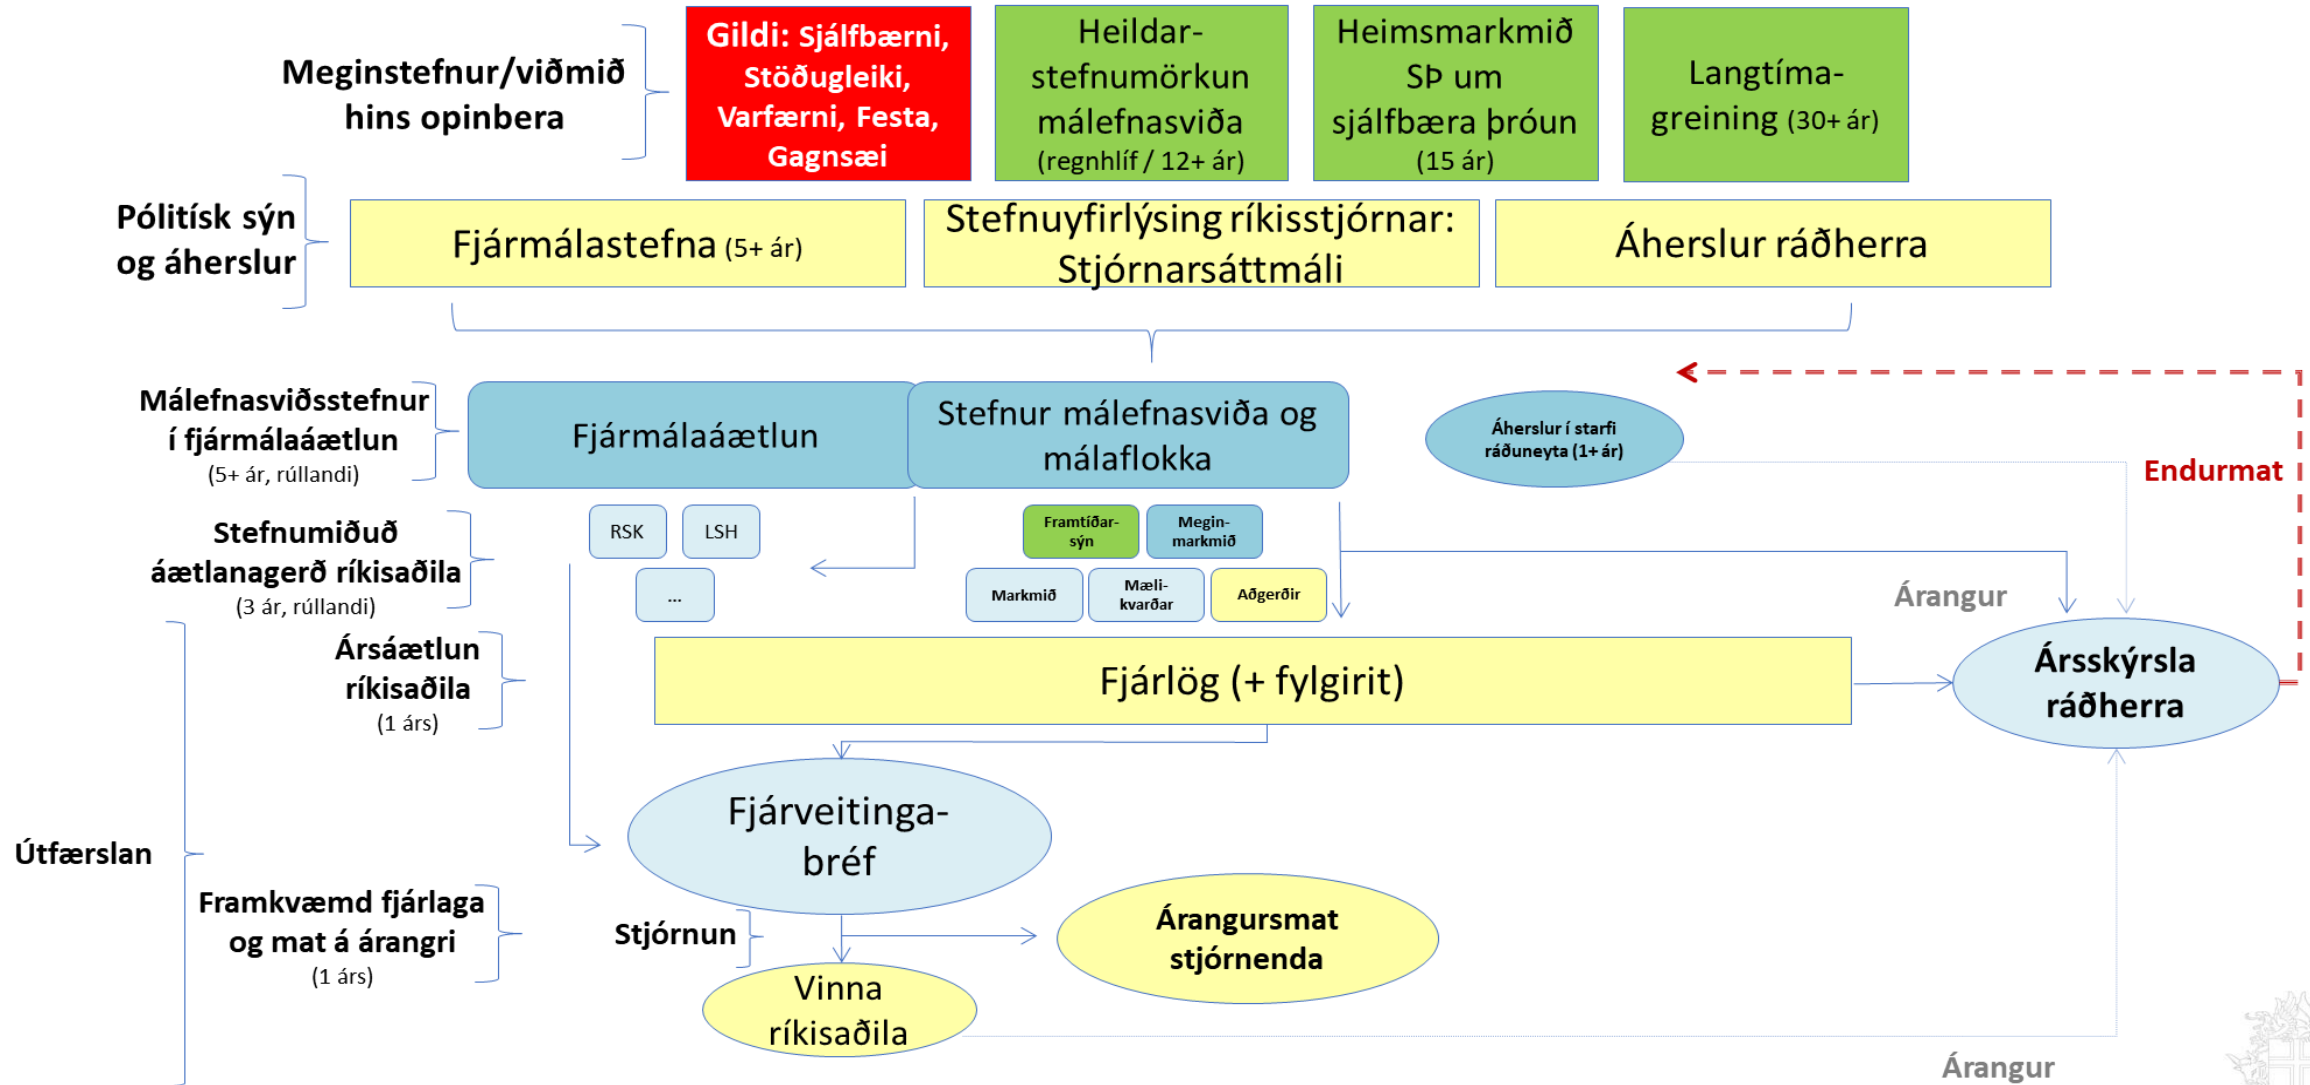 Meginstefnur/viðmið
hins opinbera
Gildi: Sjálfbærni,
Stöðugleiki,
Varfærni, Festa,
Gagnsæi
Heildar-
stefnumörkun
málefnasviða
(regnhlíf / 12+ ár)
Heimsmarkmið
SÞ um
sjálfbæra þróun
(15 ár)
Langtíma-
greining (30+ ár)
Pólitísk sýn
og áherslur
Fjármálastefna (5+ ár)
Stefnuyfirlýsing ríkisstjórnar:
Stjórnarsáttmáli
Áherslur ráðherra
Málefnasviðsstefnur
í fjármálaáætlun
(5+ ár, rúllandi)
Fjármálaáætlun
Stefnur málefnasviða og
málaflokka
Áherslur í starfi
ráðuneyta (1+ ár)
Endurmat
Stefnumiðuð
áætlanagerð ríkisaðila
(3 ár, rúllandi)
RSK
LSH
...
Framtíðar-
sýn
Megin-
markmið
Markmið
Mæli-
kvarðar
Aðgerðir
Árangur
Ársáætlun
ríkisaðila
(1 árs)
Fjárlög (+ fylgirit)
Ársskýrsla
ráðherra
Útfærslan
Fjárveitinga-
bréf
Framkvæmd fjárlaga
og mat á árangri
(1 árs)
Stjórnun
Árangursmat
stjórnenda
Vinna
ríkisaðila
Árangur